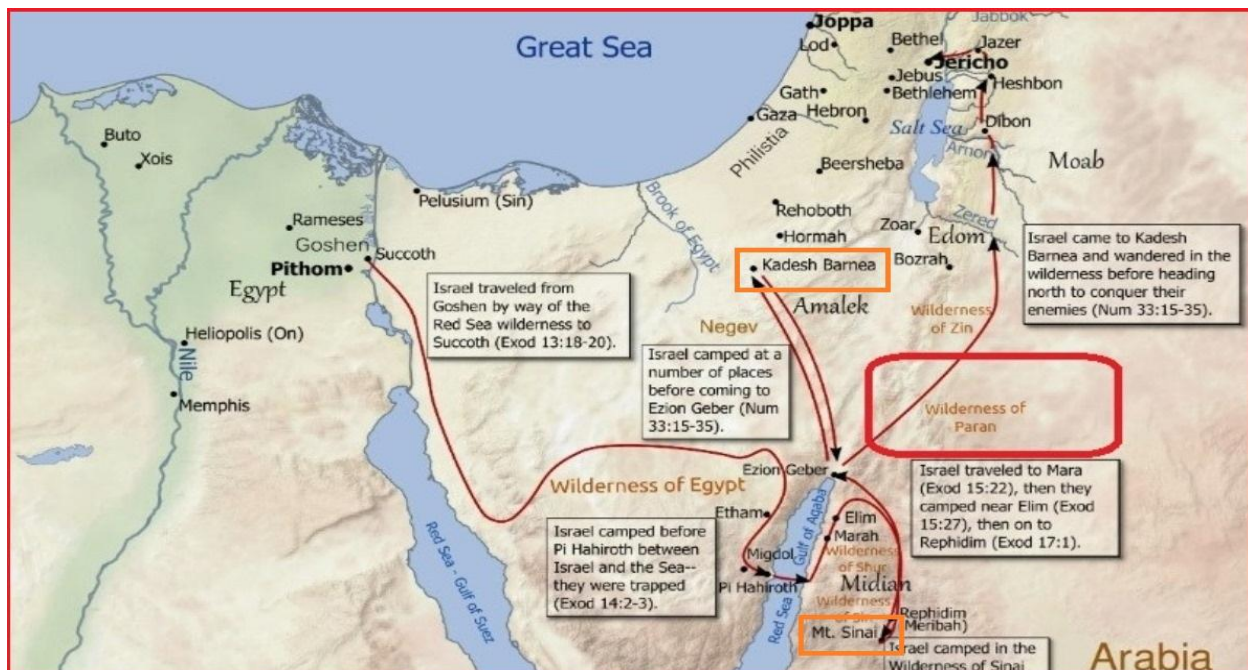 Great Sea
Joppa
Lod
Bethel
Jabbok
Jazer
Jericho
Heshbon
Jebus
Bethlehem
Gath
Hebron
Gaza
Salt Sea
Dibon
Arnon
Moab
Philistia
Beersheba
Buto
Xois
Pelusium (Sin)
Brook of Egypt
Rehoboth
Hormah
Zoar
Zered
Edom
Bozrah
Rameses
Goshen
Succoth
Pithom
Egypt
Kadesh Barnea
Amalek
Israel came to Kadesh
Barnea and wandered in the
wilderness before heading
north to conquer their
enemies (Num 33:15-35).
Israel traveled from
Goshen by way of the
Red Sea wilderness to
Succoth (Exod 13:18-20).
Wilderness
of Zin
Negev
Heliopolis (On)
Nile
Memphis
Israel camped at a
number of places
before coming to
Ezion Geber (Num
33:15-35).
Wilderness of
Paran
Ezion Geber
Wilderness of Egypt
Israel traveled to Mara
(Exod 15:22), then they
camped near Elim (Exod
15:27), then on to
Rephidim (Exod 17:1).
Etham
Elim
Marah
Gulf of Aqaba
Israel camped before
Pi Hahiroth between
Israel and the Sea--
they were trapped
(Exod 14:2-3).
Migdol
Pi Hahiroth
Wilderness
of Shur
Midian
Red Sea - Gulf of Suez
Red Sea
Wilderness
Rephidim
(Meribah)
Mt. Sinai
Israel camped in the
Wilderness of Sinai
Arabia